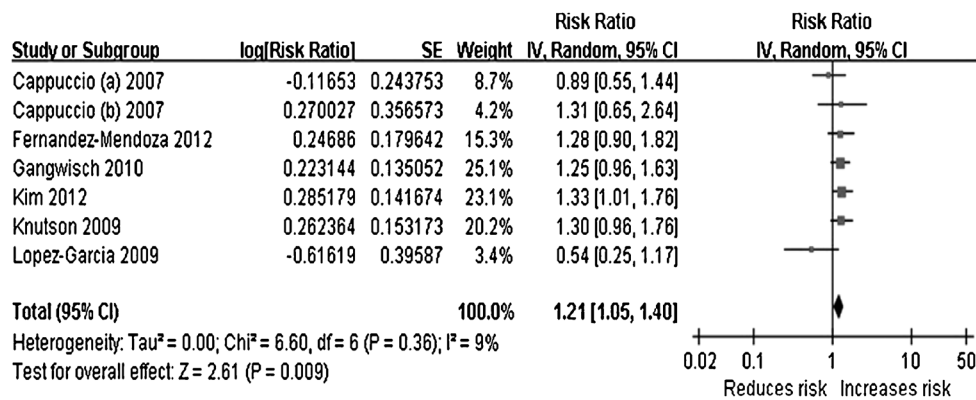 Risk Ratio Risk Ratio
Study or Subgroup log[Risk Ratio] SE Weight IV, Random, 95% CI IV, Random, 95% CI
Cappuccio (a) 2007 -0.11653 0.243753 8.7% 0.89 [0.55, 1.44]
Cappuccio (b) 2007 0.270027 0.356573 4.2% 1.31 [0.65, 2.64]
Fernandez-Mendoza 2012 0.24686 0.179642 15.3% 1.28 [0.90, 1.82]
Gangwisch 2010 0.223144 0.135052 25.1% 1.25 [0.96, 1.63]
Kim 2012 0.285179 0.141674 23.1% 1.33 [1.01, 1.76]
Knutson 2009 0.262364 0.153173 20.2% 1.30 [0.96, 1.76]
Lopez-Garcia 2009 -0.61619 0.39587 3.4% 0.54 [0.25, 1.17]
Total (95% CI) 100.0% 1.21 [1.05, 1.40]
Heterogeneity: Tau² = 0.00; Chi² = 6.60, df = 6 (P = 0.36); I² = 9%
Test for overall effect: Z = 2.61 (P = 0.009)
0.02 0.1 1 10 50
Reduces risk Increases risk